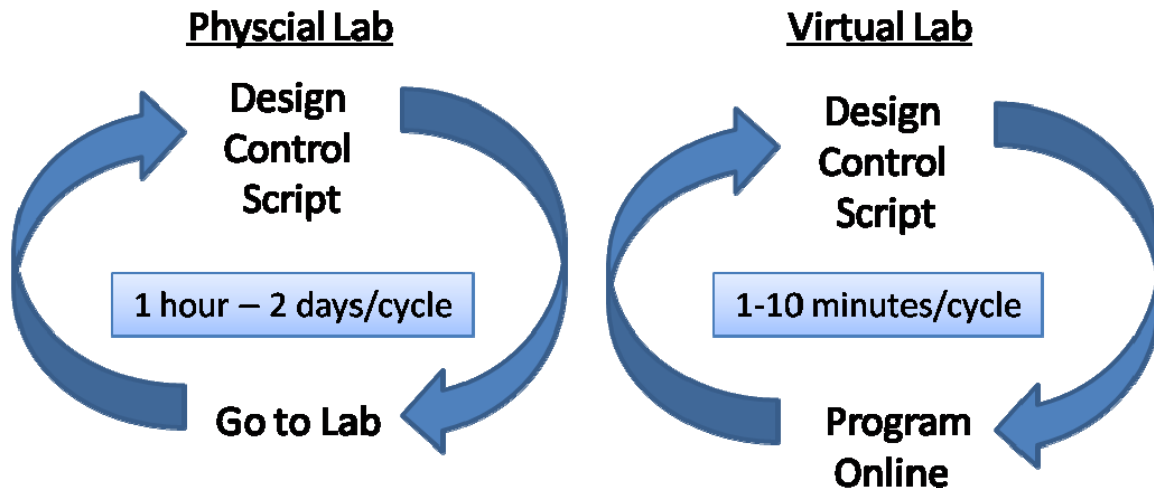 Physcial Lab
Design
Control
Script
1 hour – 2 days/cycle
Go to Lab
Virtual Lab
Design
Control
Script
1-10 minutes/cycle
Program
Online